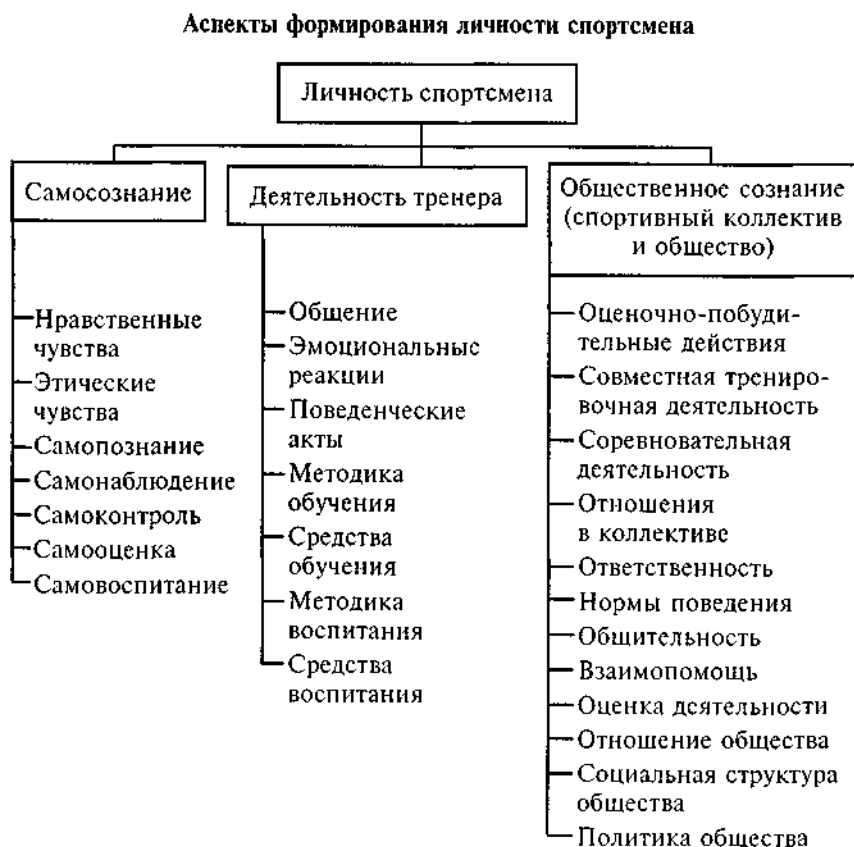 Аспекты формирования личности спортсмена
Личность спортсмена
Самосознание
Нравственные
чувства
Этические
чувства
Самопознание
Самонаблюдение
Самоконтроль
Самооценка
Самовоспитание
Деятельность тренера
Общение
Эмоциональные
реакции
Поведенческие
акты
Методика
обучения
Средства
обучения
Методика
воспитания
Средства
воспитания
Общественное сознание
(спортивный коллектив
и общество)
Оценочно-побуди-
тельные действия
Совместная трениро-
вочная деятельность
Соревновательная
деятельность
Отношения
в коллективе
Ответственность
Нормы поведения
Общительность
Взаимопомощь
Оценка деятельности
Отношение общества
Социальная структура
общества
Политика общества